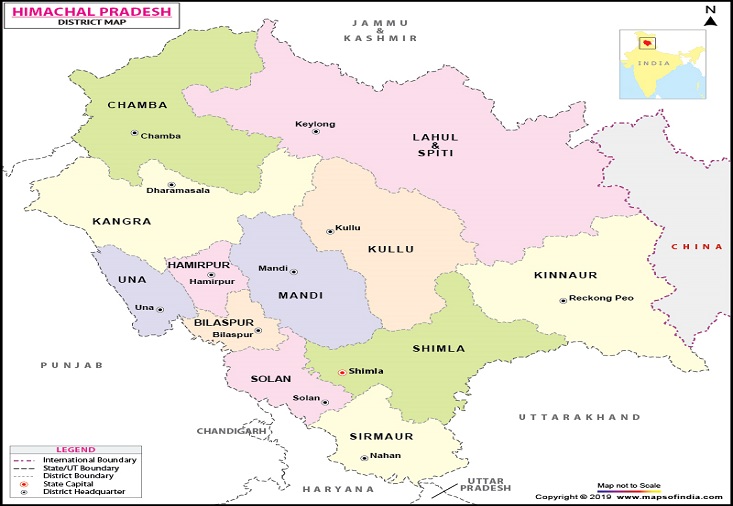 HIMACHAL PRADESH
DISTRICT MAP
JAMMU
&
KASHMIR
N
INDIA
CHAMBA
Chamba
Keylong
LAHUL
&
SPITI
Dharamasala
KANGRA
Kullu
KULLU
CHINA
HAMIRPUR
Hamirpur
Mandi
MANDI
UNA
Una
KINNAUR
Reckong Peo
BILASPUR
Bilaspur
SHIMLA
Shimla
PUNJAB
SOLAN
Solan
UTTARAKHAND
CHANDIGARH
SIRMAUR
Nahan
HARYANA
UTTAR
PRADESH
LEGEND
International Boundary
State/UT Boundary
District Boundary
State Capital
District Headquarter
Map not to Scale
Copyright © 2019 www.mapsofindia.com